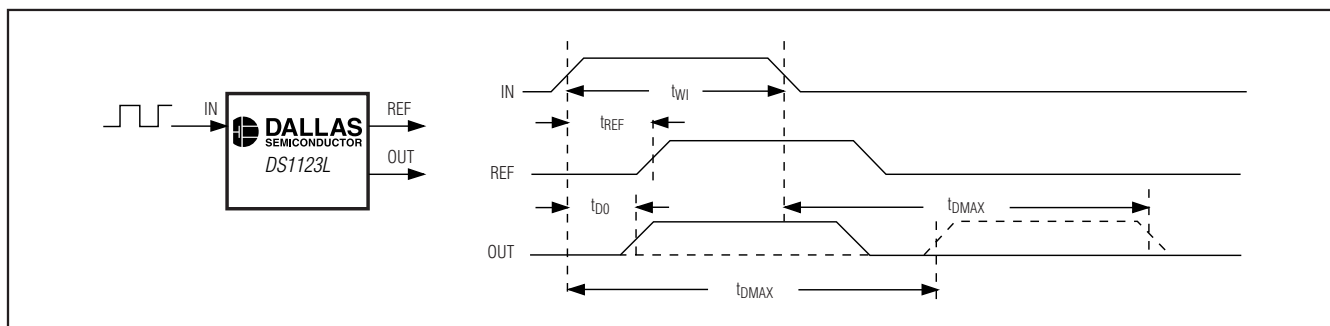 IN
REF
OUT
DALLAS
SEMICONDUCTOR
DS1123L
IN
tWI
tREF
REF
tD0
tDMAX
OUT
tDMAX